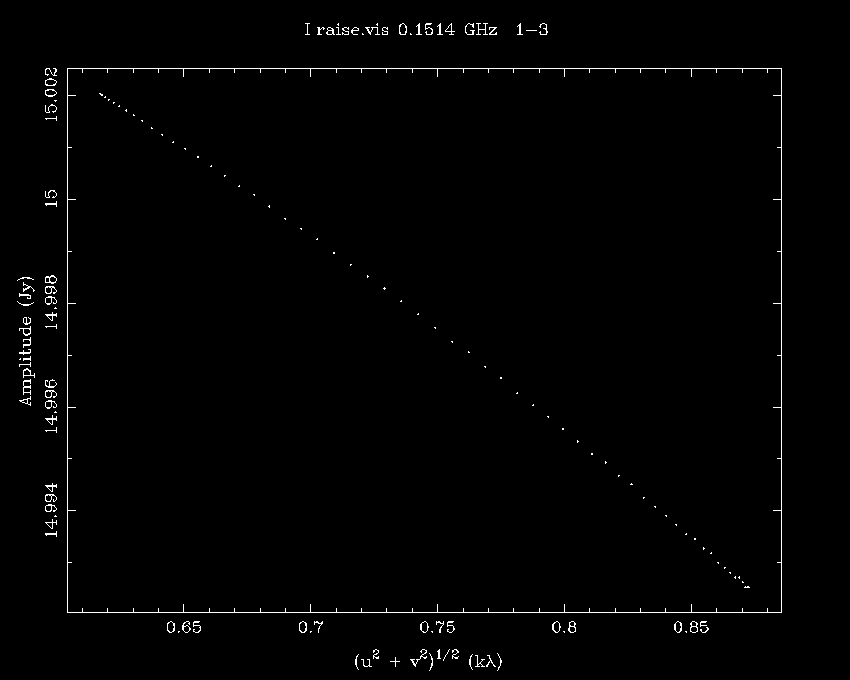 I raise.vis 0.1514 GHz 1−3
15.002
15
14.998
14.996
14.994
Amplitude (Jy)
0.65 0.7 0.75 0.8 0.85
(u² + v²)^1/2 (kλ)